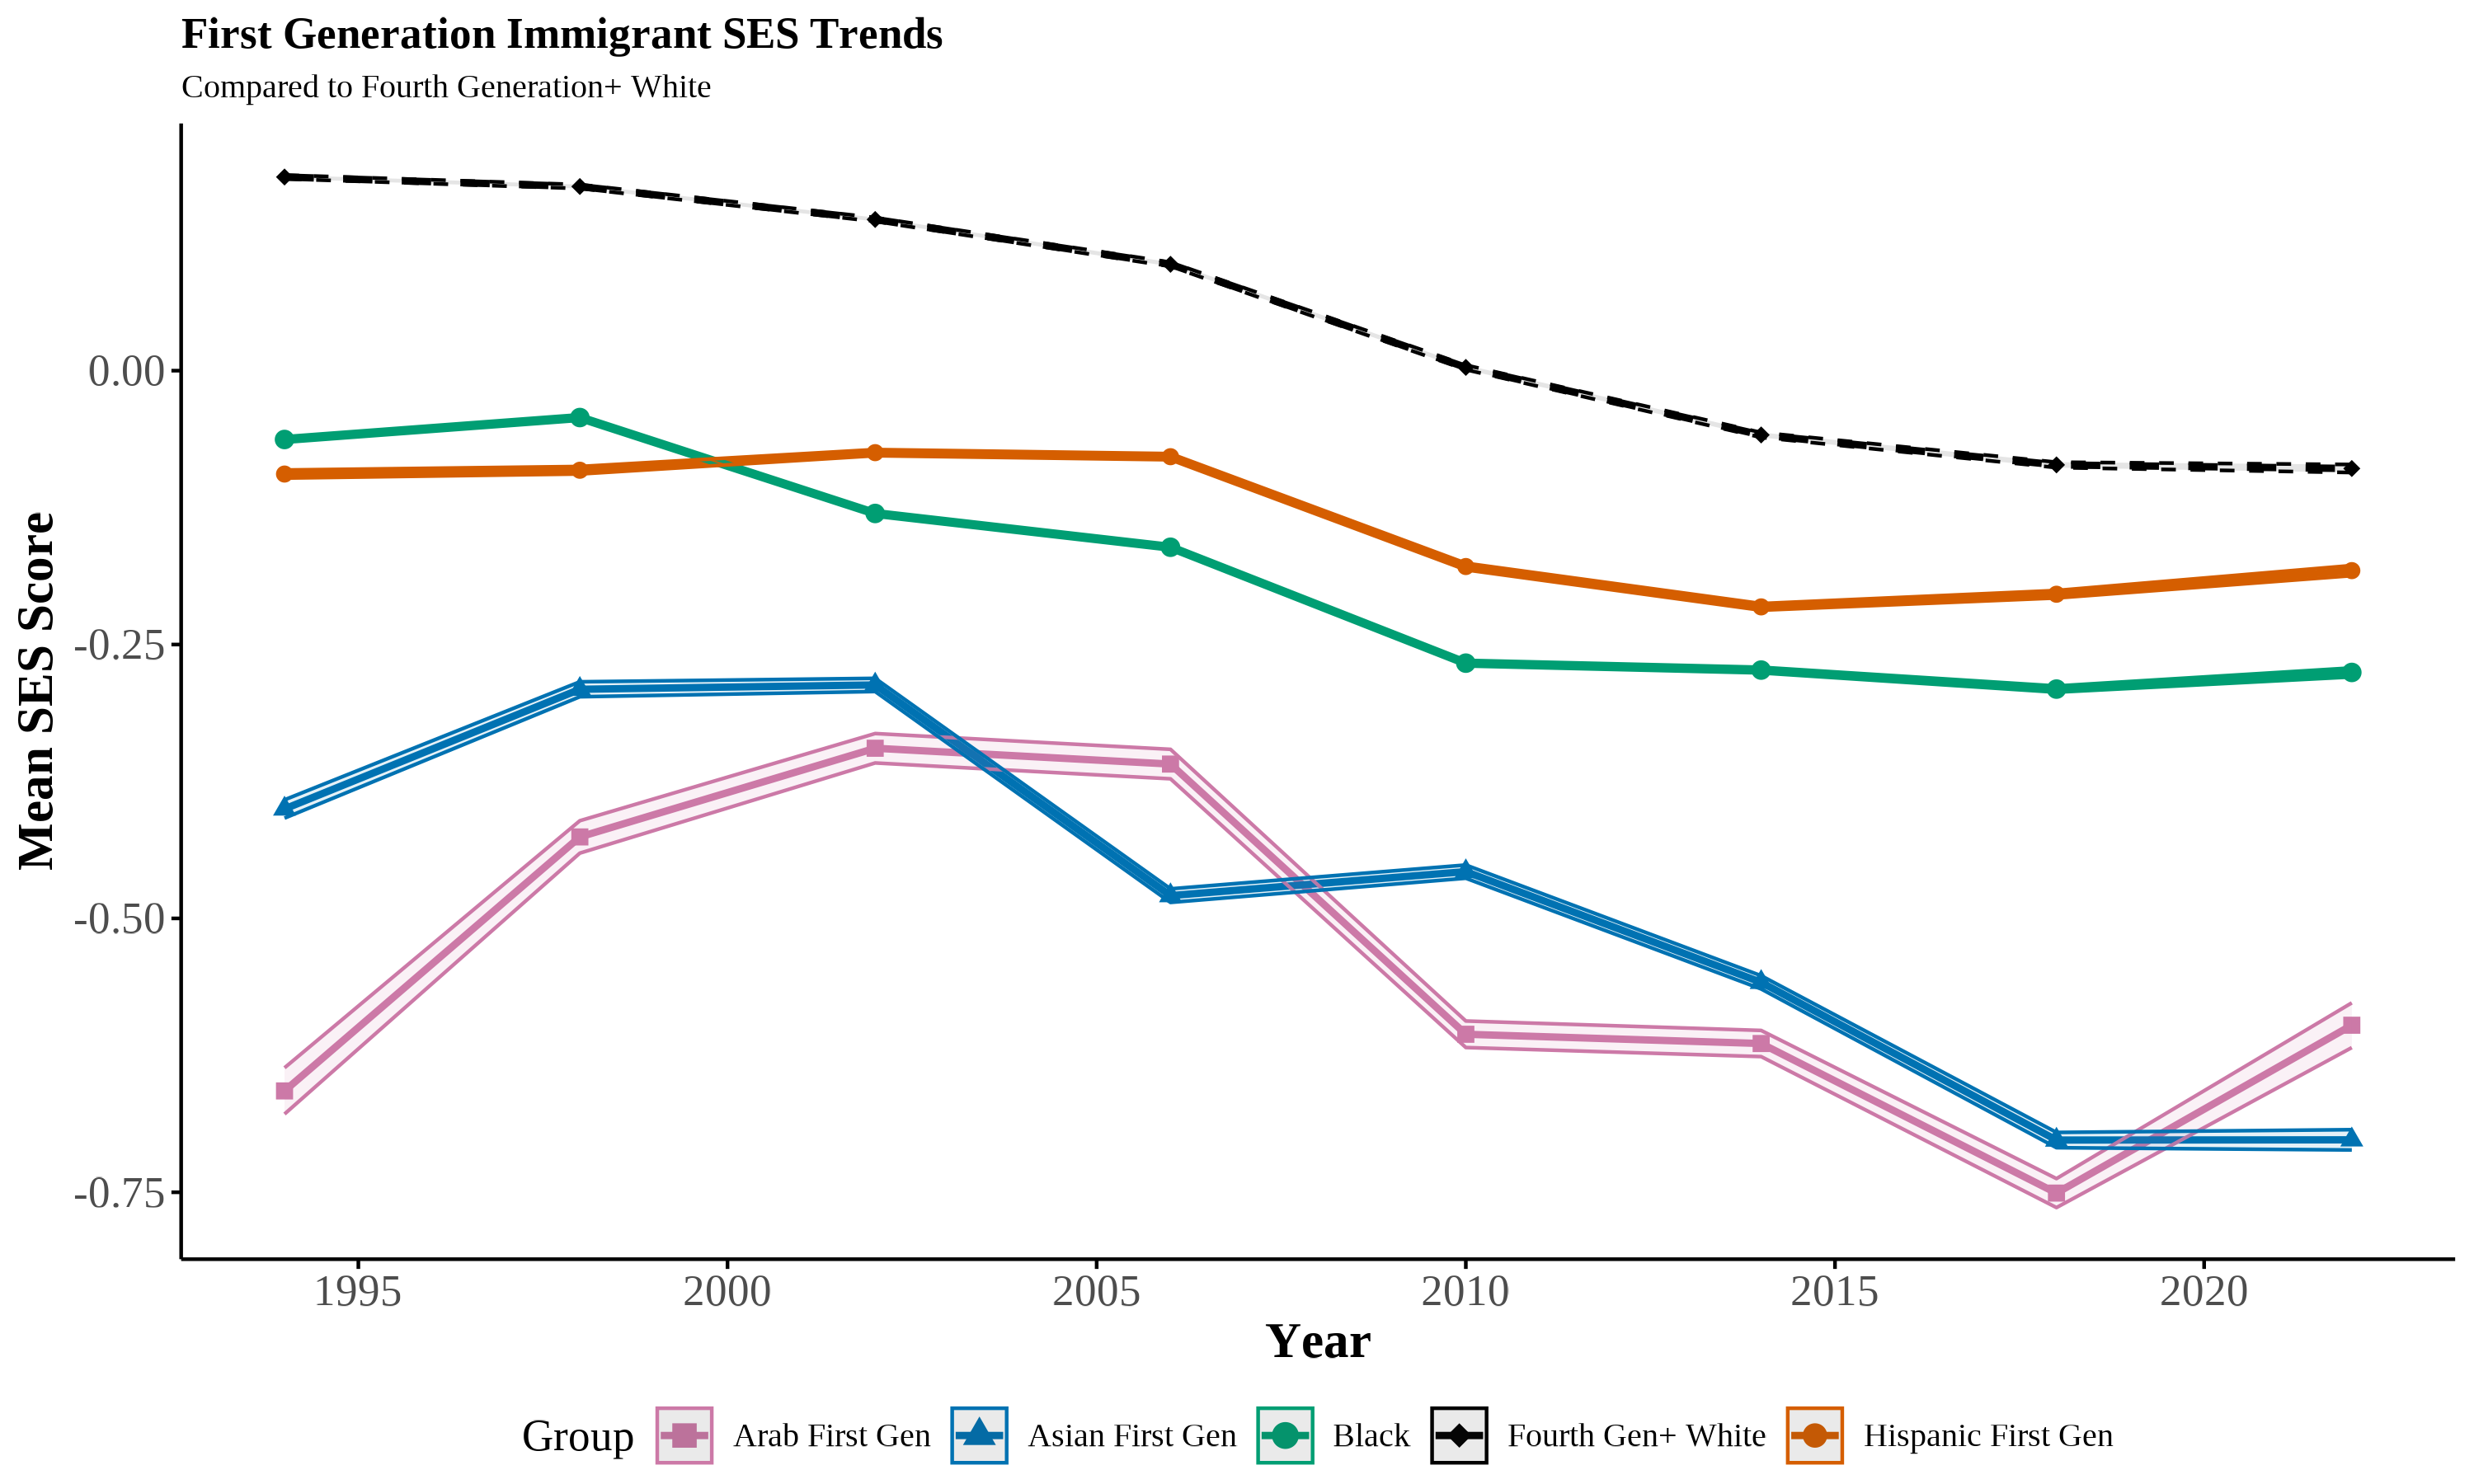 First Generation Immigrant SES Trends
Compared to Fourth Generation+ White
Mean SES Score
0.00
-0.25
-0.50
-0.75
1995 2000 2005 2010 2015 2020
Year
Group Arab First Gen Asian First Gen Black Fourth Gen+ White Hispanic First Gen